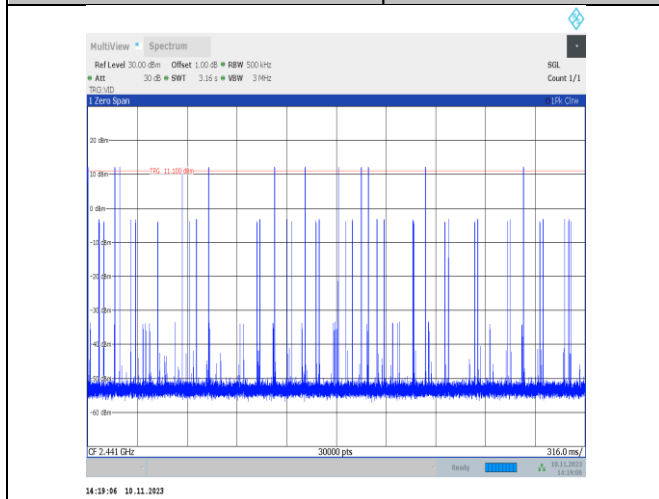 MultiView Spectrum
Ref Level 30.00 dBm Offset 1.00 dB RBW 500 kHz SGL
Att 30 dB SWT 3.16 s VBW 3 MHz Count 1/1
TRG:VID
1 Zero Span 1Pk Clrw
20 dBm
TRG 11.100 dBm
10 dBm
0 dBm
-10 dBm
-20 dBm
-30 dBm
-40 dBm
-50 dBm
-60 dBm
CF 2.441 GHz 30000 pts 316.0 ms/
Ready 10.11.2023
14:19:06
14:19:06 10.11.2023